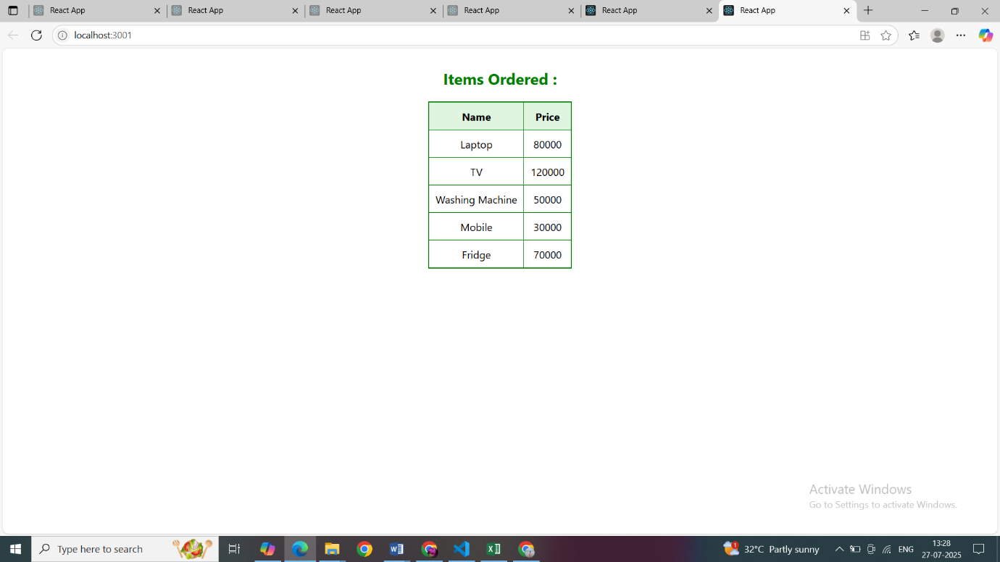 React App React App React App React App React App React App
localhost:3001
Items Ordered :
Name Price
Laptop 80000
TV 120000
Washing Machine 50000
Mobile 30000
Fridge 70000
Activate Windows
Go to Settings to activate Windows.
Type here to search 1 32°C Partly sunny ENG 13:28
27-07-2025